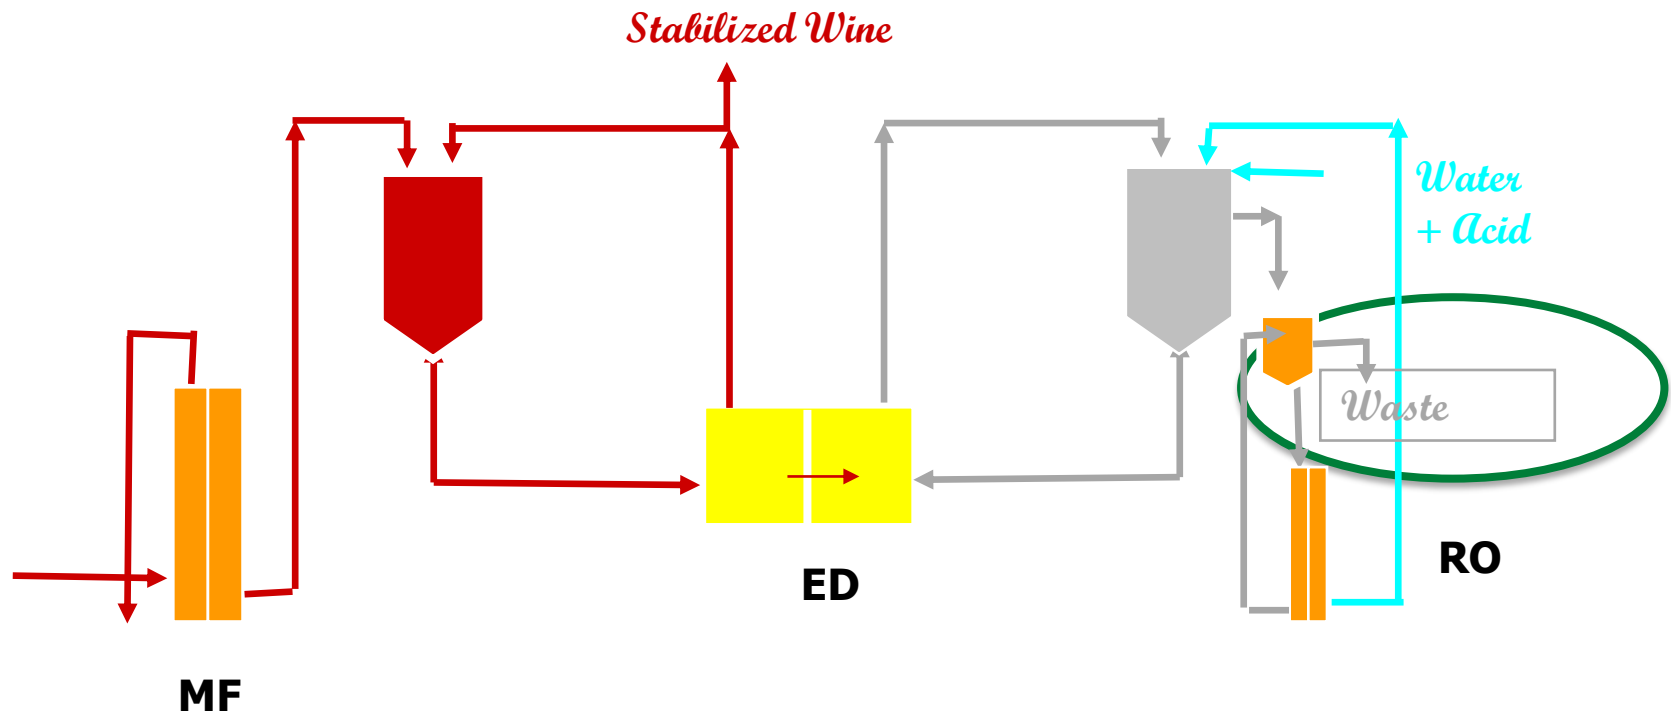 Stabilized Wine
Water
+ Acid
Waste
RO
ED
MF